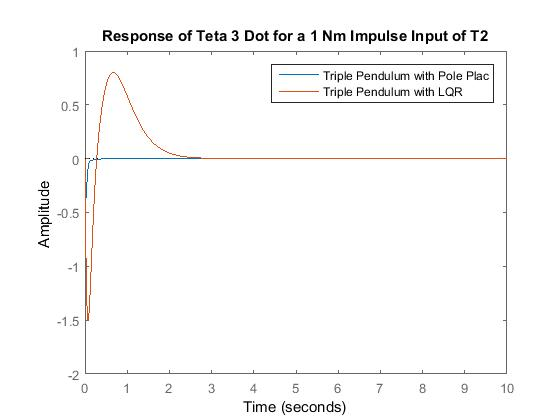 Response of Teta 3 Dot for a 1 Nm Impulse Input of T2
Triple Pendulum with Pole Plac
Triple Pendulum with LQR
Amplitude
1
0.5
0
-0.5
-1
-1.5
-2
0 1 2 3 4 5 6 7 8 9 10
Time (seconds)